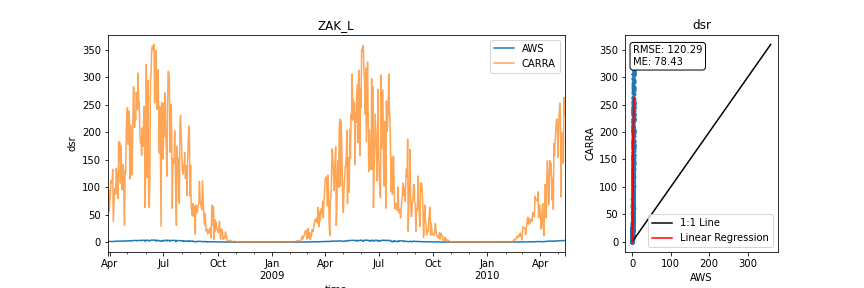 ZAK_L
dsr
350
300
250
200
150
100
50
0
AWS
CARRA
Apr
Jul
Oct
Jan
2009
Apr
Jul
Oct
Jan
2010
Apr
time
dsr
CARRA
350
300
250
200
150
100
50
0
RMSE: 120.29
ME: 78.43
1:1 Line
Linear Regression
0
100
200
300
AWS